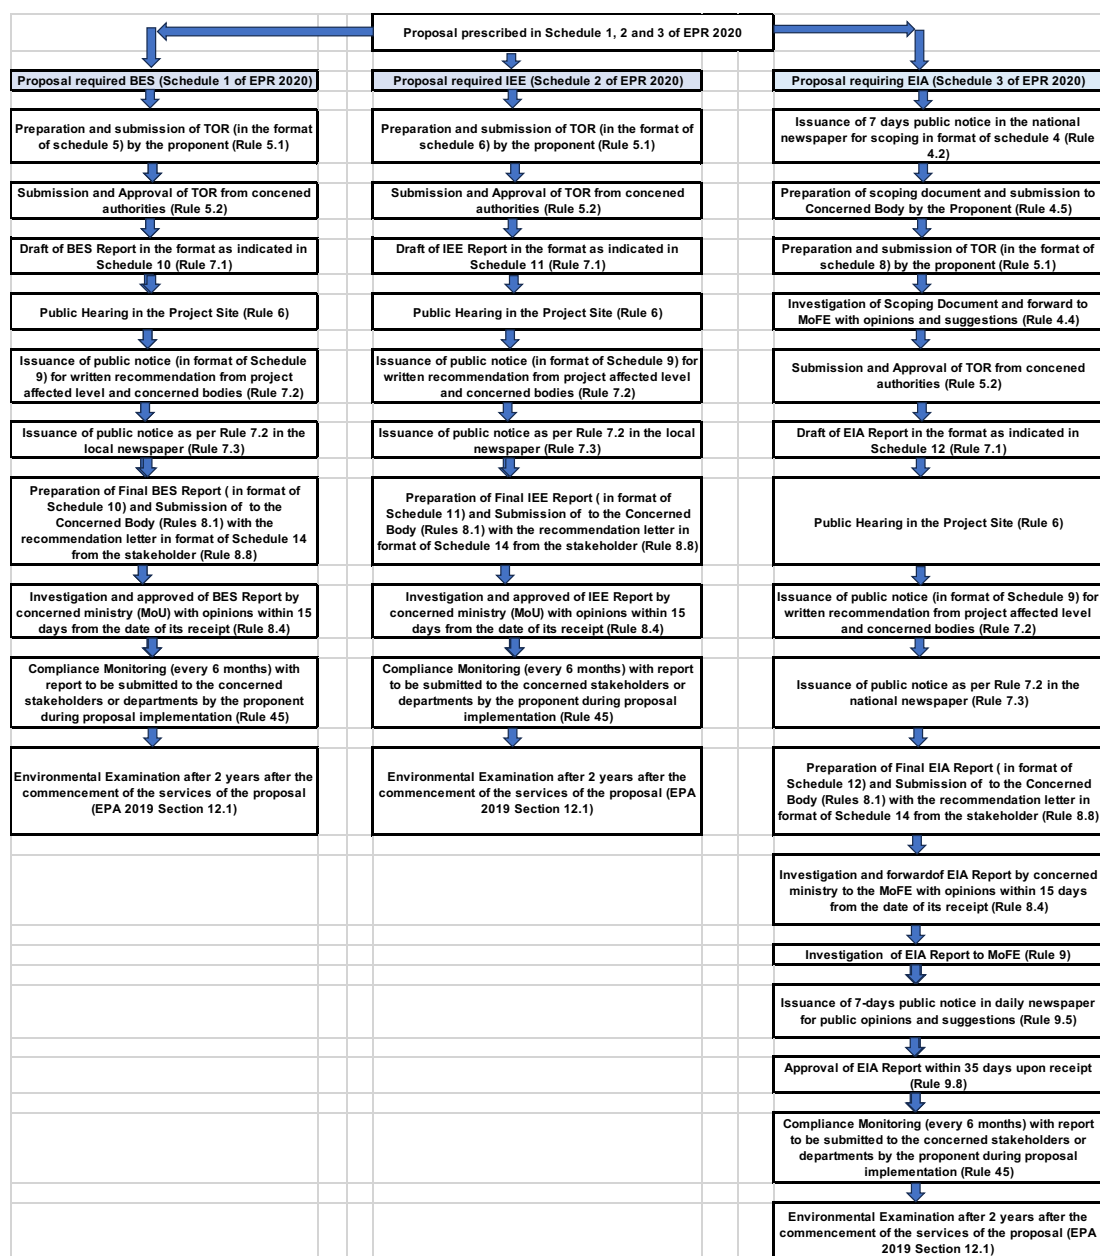 Proposal prescribed in Schedule 1, 2 and 3 of EPR 2020
Proposal required BES (Schedule 1 of EPR 2020)
Preparation and submission of TOR (in the format
of schedule 5) by the proponent (Rule 5.1)
Submission and Approval of TOR from concened
authorities (Rule 5.2)
Draft of BES Report in the format as indicated in
Schedule 10 (Rule 7.1)
Public Hearing in the Project Site (Rule 6)
Issuance of public notice (in format of Schedule
9) for written recommendation from project
affected level and concerned bodies (Rule 7.2)
Issuance of public notice as per Rule 7.2 in the
local newspaper (Rule 7.3)
Preparation of Final BES Report ( in format of
Schedule 10) and Submission of  to the
Concerned Body (Rules 8.1) with the
recommendation letter in format of Schedule 14
from the stakeholder (Rule 8.8)
Investigation and approved of BES Report by
concerned ministry (MoU) with opinions within 15
days from the date of its receipt (Rule 8.4)
Compliance Monitoring (every 6 months) with
report to be submitted to the concerned
stakeholders or departments by the proponent
during proposal implementation (Rule 45)
Environmental Examination after 2 years after the
commencement of the services of the proposal
(EPA 2019 Section 12.1)
Proposal required IEE (Schedule 2 of EPR 2020)
Preparation and submission of TOR (in the format of
schedule 6) by the proponent (Rule 5.1)
Submission and Approval of TOR from concened
authorities (Rule 5.2)
Draft of IEE Report in the format as indicated in
Schedule 11 (Rule 7.1)
Public Hearing in the Project Site (Rule 6)
Issuance of public notice (in format of Schedule 9) for
written recommendation from project affected level
and concerned bodies (Rule 7.2)
Issuance of public notice as per Rule 7.2 in the local
newspaper (Rule 7.3)
Preparation of Final IEE Report ( in format of
Schedule 11) and Submission of  to the Concerned
Body (Rules 8.1) with the recommendation letter in
format of Schedule 14 from the stakeholder (Rule 8.8)
Investigation and approved of IEE Report by
concerned ministry (MoU) with opinions within 15
days from the date of its receipt (Rule 8.4)
Compliance Monitoring (every 6 months) with report
to be submitted to the concerned stakeholders or
departments by the proponent during proposal
implementation (Rule 45)
Environmental Examination after 2 years after the
commencement of the services of the proposal (EPA
2019 Section 12.1)
Proposal requiring EIA (Schedule 3 of EPR 2020)
Issuance of 7 days public notice in the national
newspaper for scoping in format of schedule 4 (Rule
4.2)
Preparation of scoping document and submission to
Concerned Body by the Proponent (Rule 4.5)
Preparation and submission of TOR (in the format of
schedule 8) by the proponent (Rule 5.1)
Investigation of Scoping Document and forward to
MoFE with opinions and suggestions (Rule 4.4)
Submission and Approval of TOR from concened
authorities (Rule 5.2)
Draft of EIA Report in the format as indicated in
Schedule 12 (Rule 7.1)
Public Hearing in the Project Site (Rule 6)
Issuance of public notice (in format of Schedule 9) for
written recommendation from project affected level
and concerned bodies (Rule 7.2)
Issuance of public notice as per Rule 7.2 in the
national newspaper (Rule 7.3)
Preparation of Final EIA Report ( in format of
Schedule 12) and Submission of  to the Concerned
Body (Rules 8.1) with the recommendation letter in
format of Schedule 14 from the stakeholder (Rule 8.8)
Investigation and forwardof EIA Report by concerned
ministry to the MoFE with opinions within 15 days
from the date of its receipt (Rule 8.4)
Investigation  of EIA Report to MoFE (Rule 9)
Issuance of 7-days public notice in daily newspaper
for public opinions and suggestions (Rule 9.5)
Approval of EIA Report within 35 days upon receipt
(Rule 9.8)
Compliance Monitoring (every 6 months) with report
to be submitted to the concerned stakeholders or
departments by the proponent during proposal
implementation (Rule 45)
Environmental Examination after 2 years after the
commencement of the services of the proposal (EPA
2019 Section 12.1)